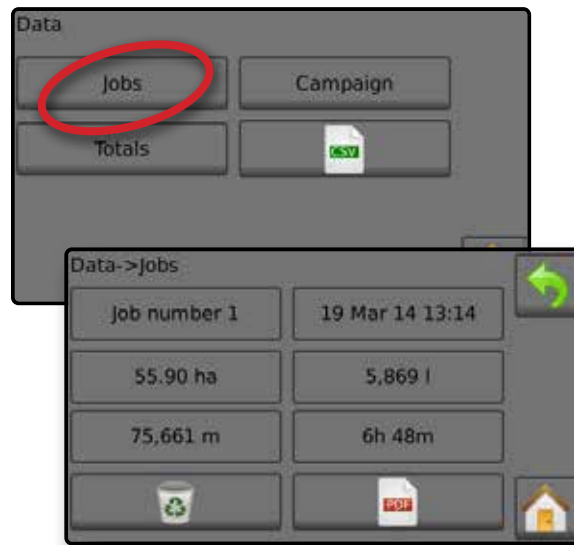 Data
Jobs Campaign
Totals CSV
Data->Jobs
Job number 1 19 Mar 14 13:14
55.90 ha 5,869 l
75,661 m 6h 48m
PDF